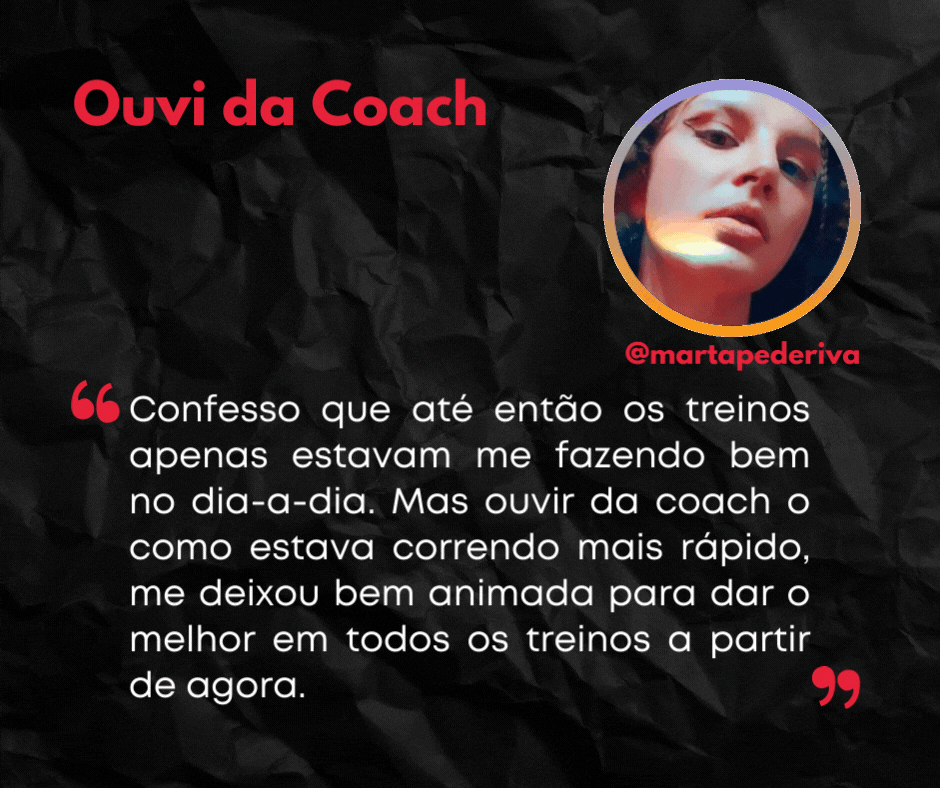 Ouvi da Coach
@martapederiva
“Confesso que até então os treinos
apenas estavam me fazendo bem
no dia-a-dia. Mas ouvir da coach o
como estava correndo mais rápido,
me deixou bem animada para dar o
melhor em todos os treinos a partir
de agora.”